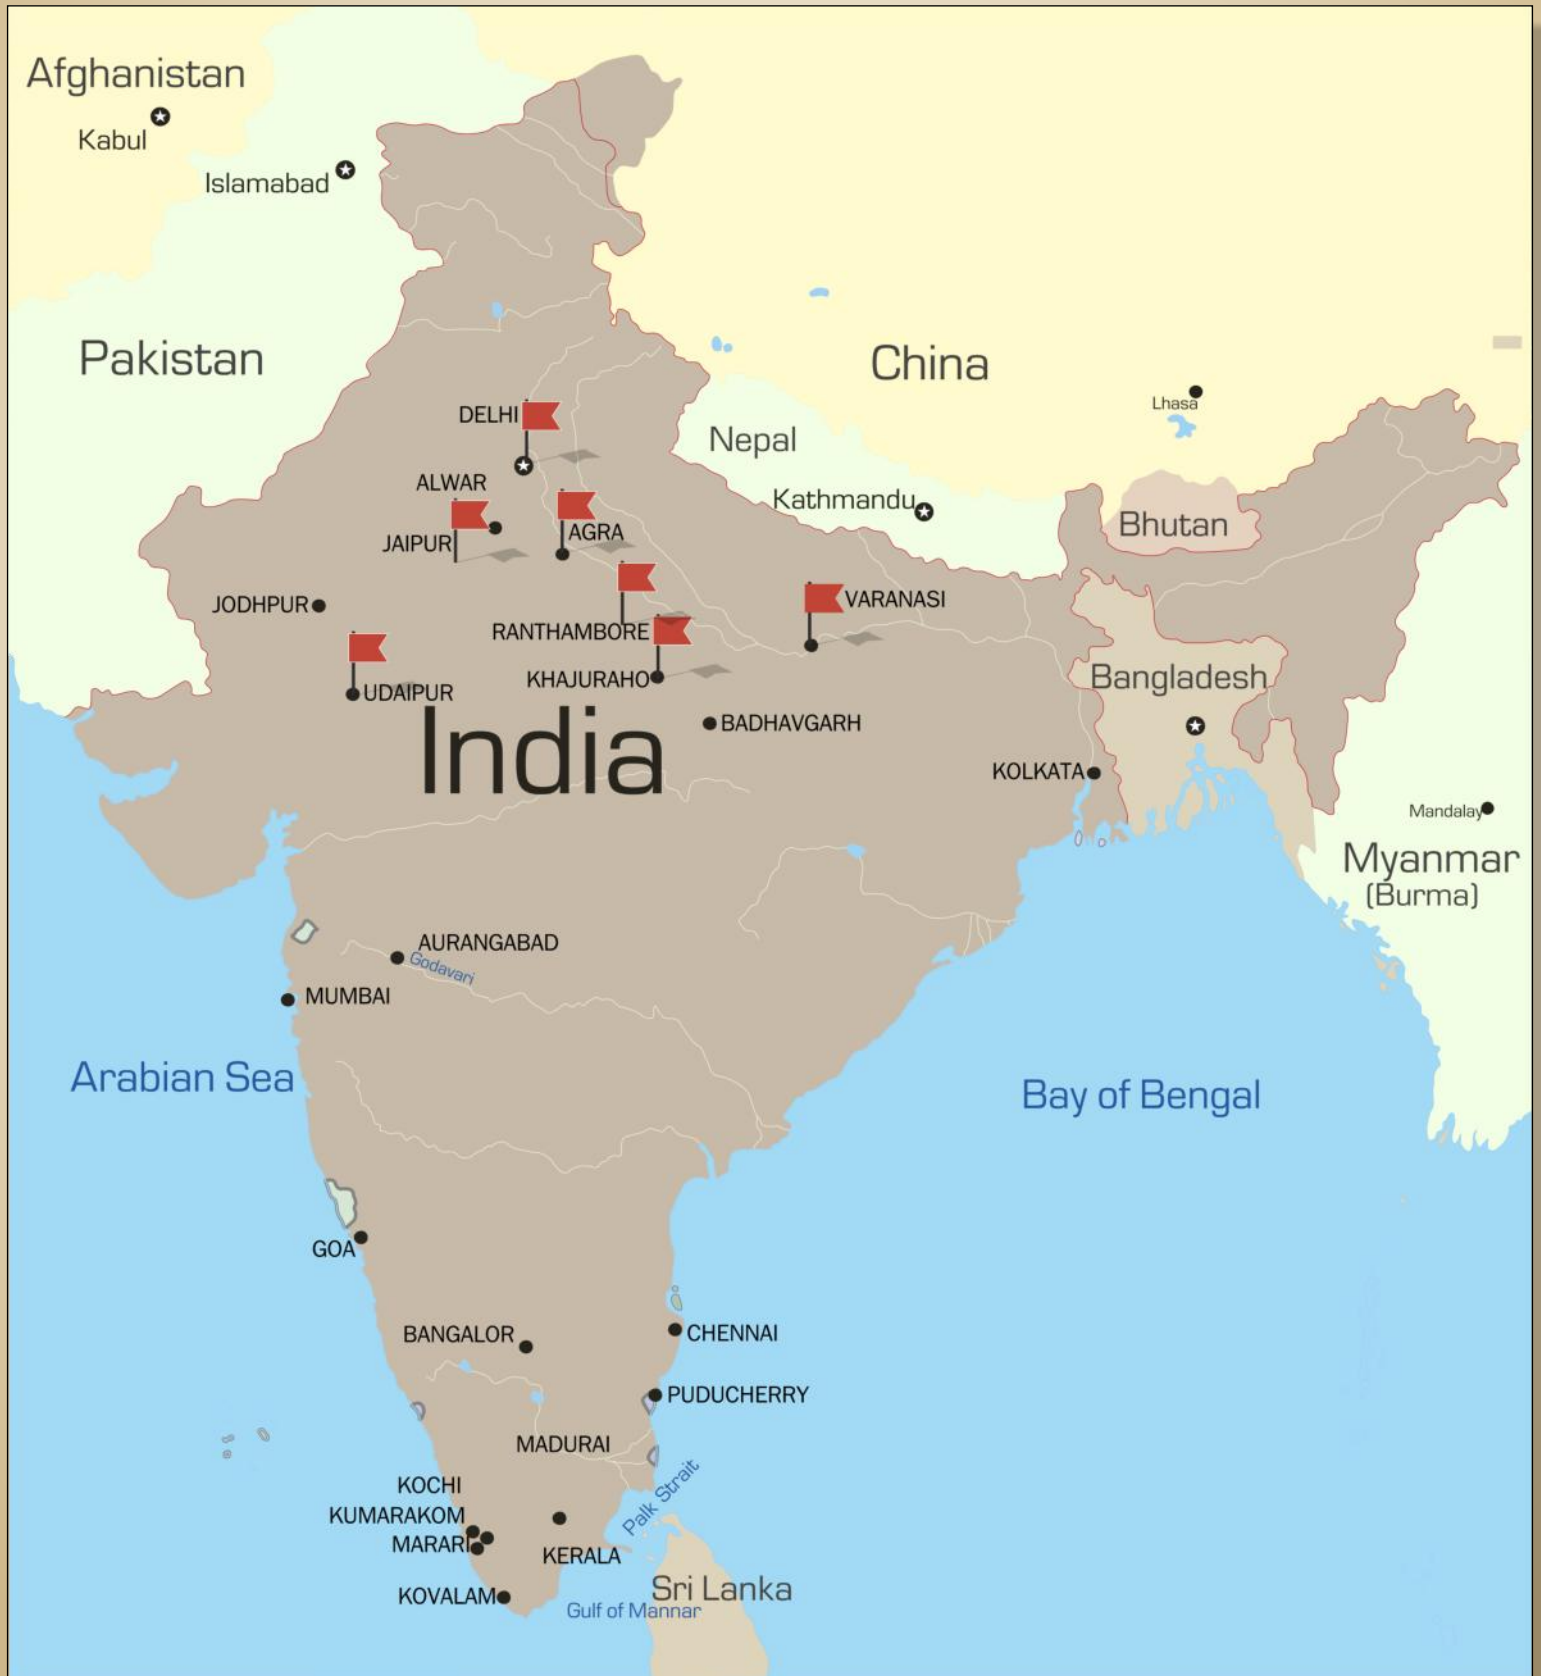 Afghanistan
Kabul
Islamabad
Pakistan
China
Lhasa
DELHI
Nepal
ALWAR
Kathmandu
Bhutan
AGRA
JAIPUR
JODHPUR
VARANASI
RANTHAMBORE
KHAJURAHO
Bangladesh
UDAIPUR
India
BADHAVGARH
KOLKATA
Mandalay
Myanmar
(Burma)
AURANGABAD
Godavari
MUMBAI
Arabian Sea
Bay of Bengal
GOA
BANGALOR
CHENNAI
PUDUCHERRY
MADURAI
KOCHI
Palk Strait
KUMARAKOM
MARARI
KERALA
KOVALAM
Sri Lanka
Gulf of Mannar